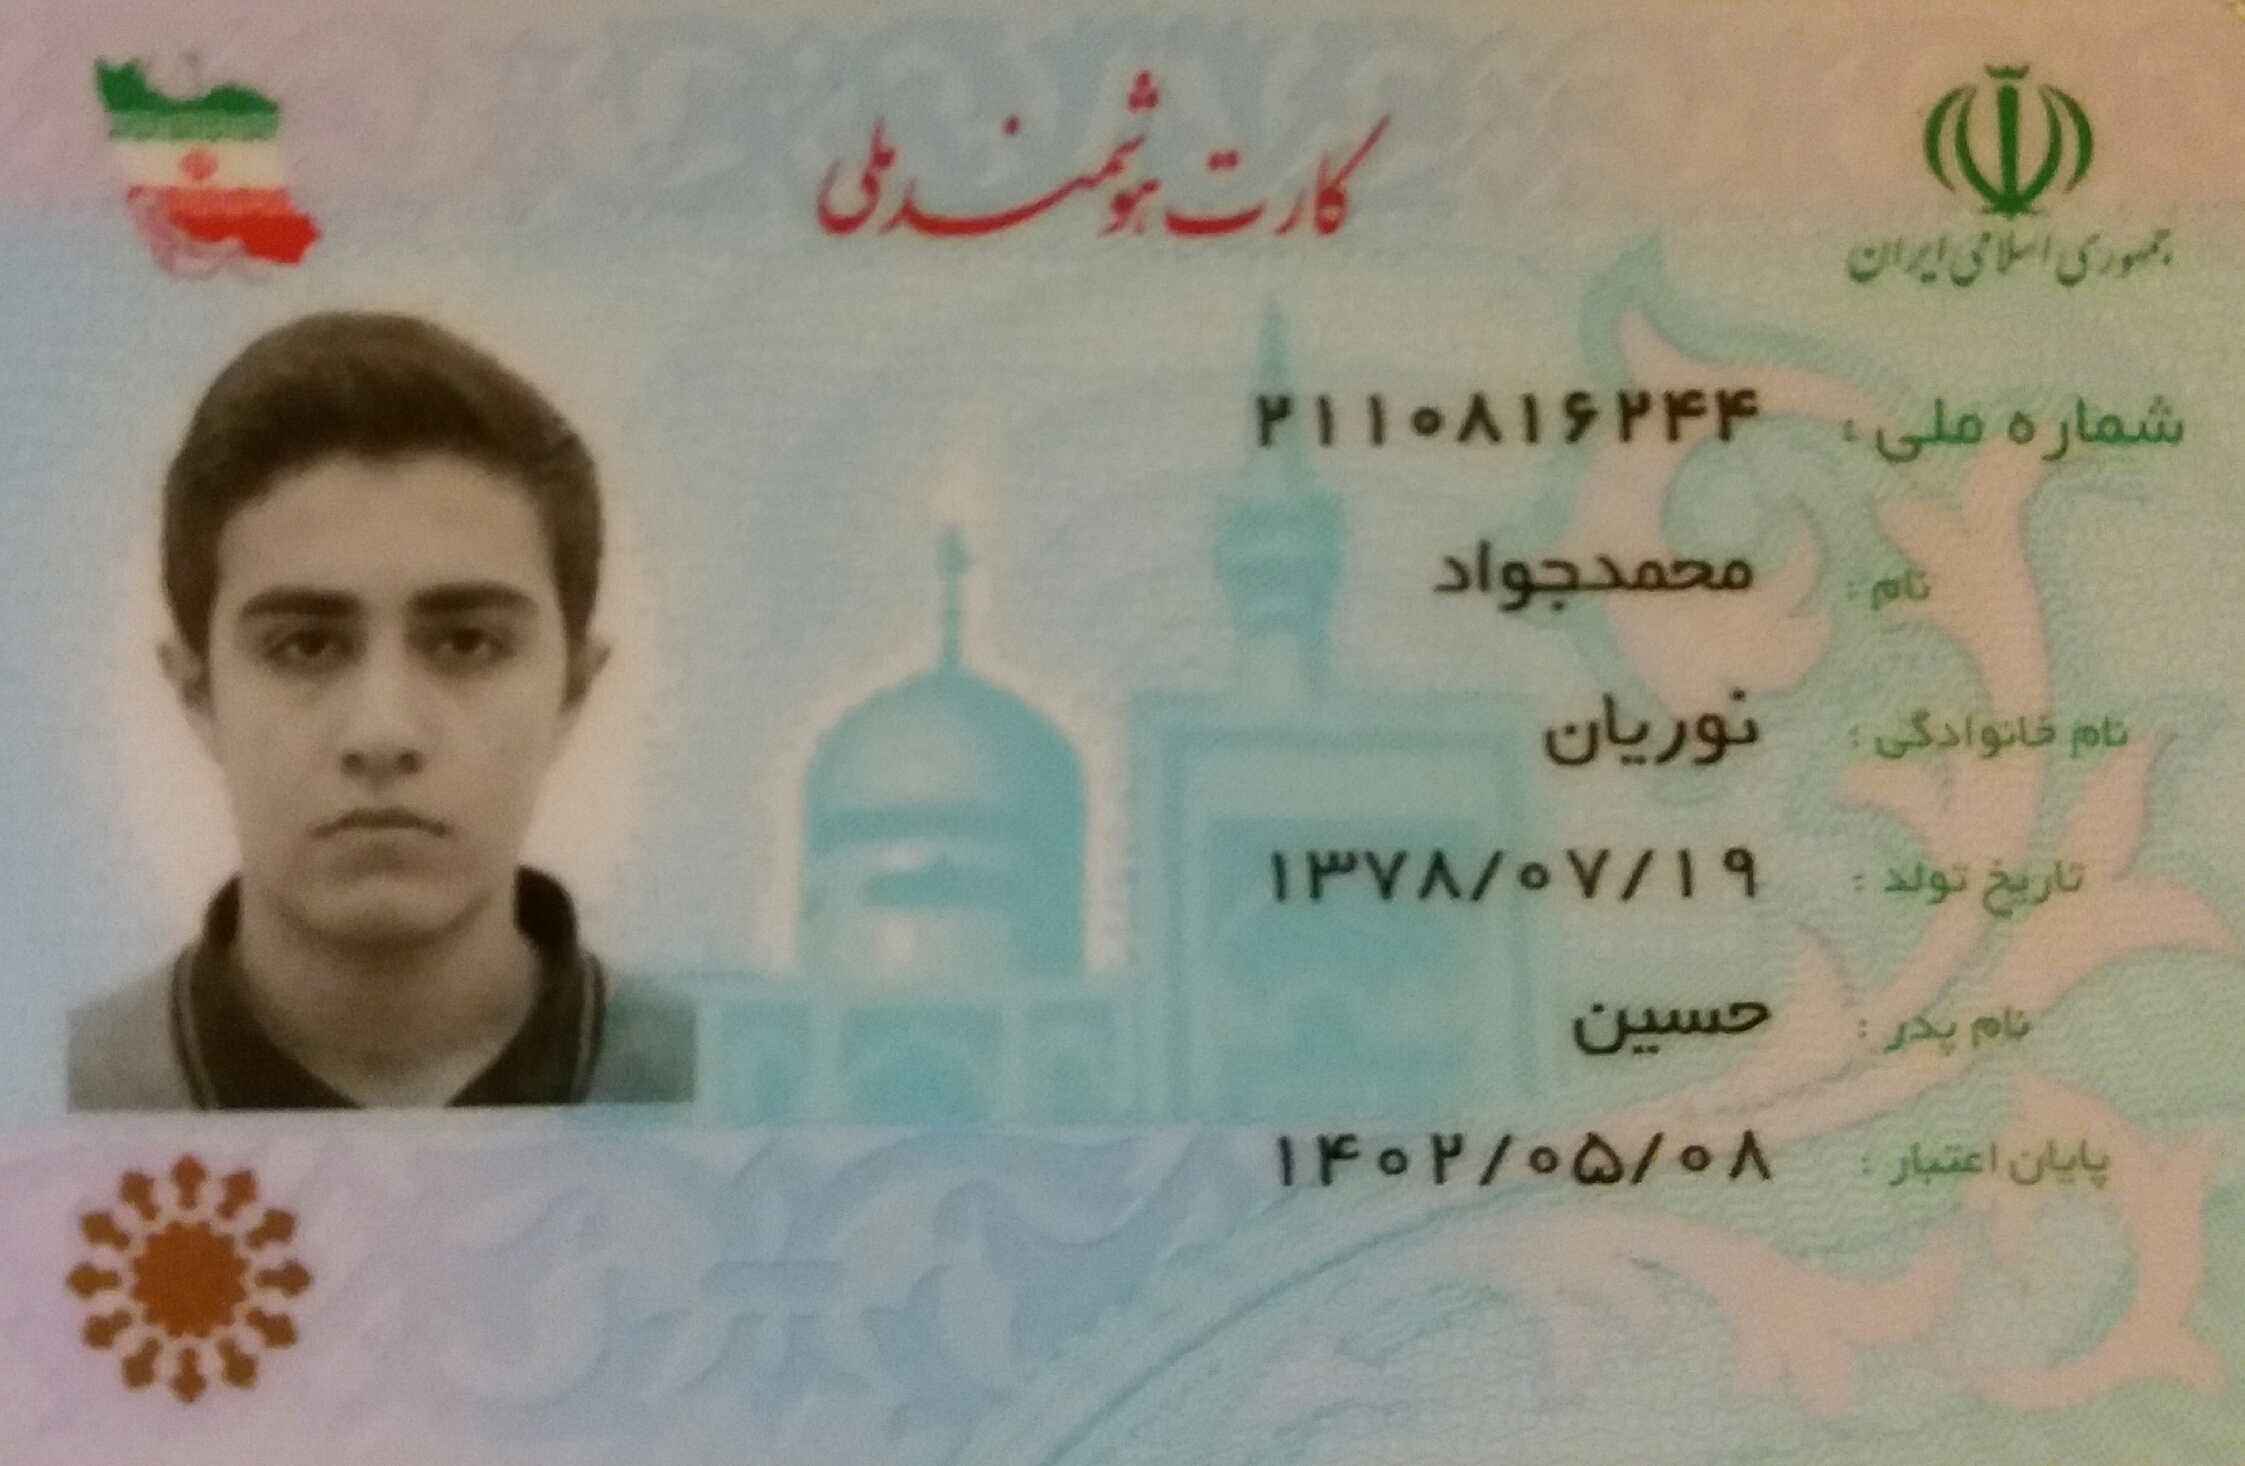 کارت هوشمند ملی
جمهوری اسلامی ایران
شماره ملی : ۲۱۱۰۸۱۶۲۴۴
نام : محمدجواد
نام خانوادگی : نوریان
تاریخ تولد : ۱۳۷۸/۰۷/۱۹
نام پدر : حسین
پایان اعتبار : ۱۴۰۲/۰۵/۰۸